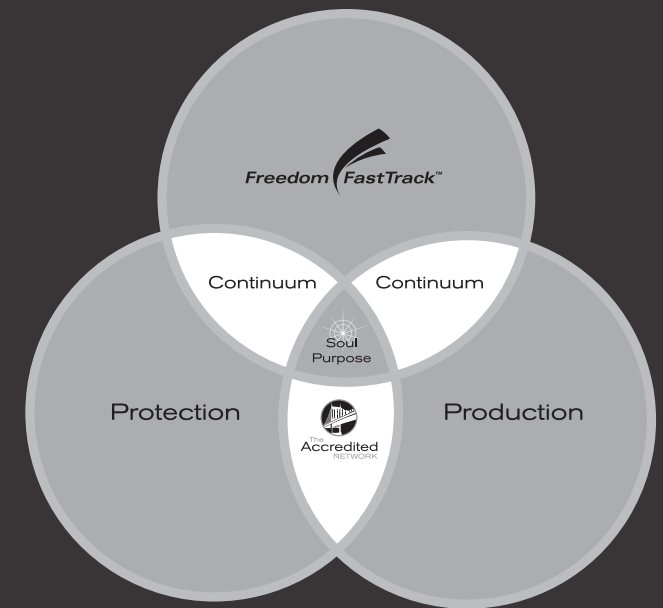 Freedom FastTrack™
Continuum
Continuum
Soul
Purpose
Protection
Production
The
Accredited
NETWORK